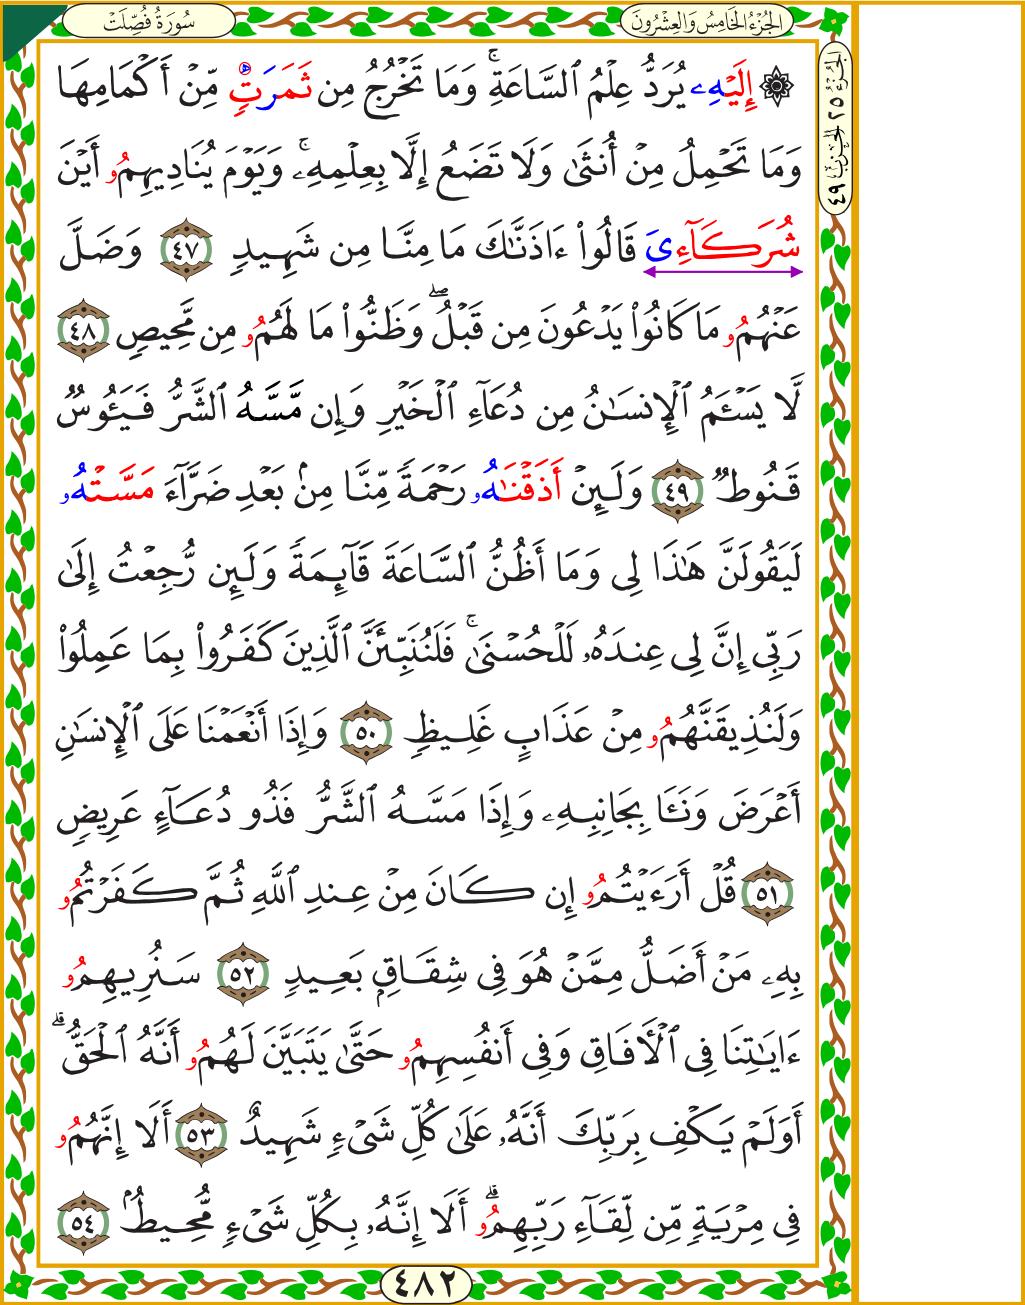 سُورَةُ فُصِّلَتْ
الجُزْءُ الخَامِسُ وَالعِشْرُونَ
الجُزْءُ ٢٥ الحِزْبُ ٤٩
۞ إِلَيْهِۦ يُرَدُّ عِلْمُ ٱلسَّاعَةِۚ وَمَا تَخْرُجُ مِن ثَمَرَتٍ مِّنْ أَكْمَامِهَا
وَمَا تَحْمِلُ مِنْ أُنثَىٰ وَلَا تَضَعُ إِلَّا بِعِلْمِهِۦۚ وَيَوْمَ يُنَادِيهِمُۥ أَيْنَ
شُرَكَآءِىَ قَالُوٓا۟ ءَاذَنَّٰكَ مَا مِنَّا مِن شَهِيدٍ ٤٧ وَضَلَّ
عَنْهُمُۥ مَا كَانُوا۟ يَدْعُونَ مِن قَبْلُۖ وَظَنُّوا۟ مَا لَهُمُۥ مِن مَّحِيصٍ ٤٨
لَّا يَسْـَٔمُ ٱلْإِنسَٰنُ مِن دُعَآءِ ٱلْخَيْرِ وَإِن مَّسَّهُ ٱلشَّرُّ فَيَـُٔوسٌ
قَنُوطٌ ٤٩ وَلَئِنْ أَذَقْنَٰهُۥ رَحْمَةً مِّنَّا مِنۢ بَعْدِ ضَرَّآءَ مَسَّتْهُۥ
لَيَقُولَنَّ هَٰذَا لِى وَمَا أَظُنُّ ٱلسَّاعَةَ قَآئِمَةً وَلَئِن رُّجِعْتُ إِلَىٰ
رَبِّى إِنَّ لِى عِندَهُۥ لَلْحُسْنَىٰۚ فَلَنُنَبِّئَنَّ ٱلَّذِينَ كَفَرُوا۟ بِمَا عَمِلُوا۟
وَلَنُذِيقَنَّهُمُۥ مِنْ عَذَابٍ غَلِيظٍ ٥٠ وَإِذَا أَنْعَمْنَا عَلَى ٱلْإِنسَٰنِ
أَعْرَضَ وَنَـَٔا بِجَانِبِهِۦ وَإِذَا مَسَّهُ ٱلشَّرُّ فَذُو دُعَآءٍ عَرِيضٍ
٥١ قُلْ أَرَءَيْتُمُۥ إِن كَانَ مِنْ عِندِ ٱللَّهِ ثُمَّ كَفَرْتُمُۥ
بِهِۦ مَنْ أَضَلُّ مِمَّنْ هُوَ فِى شِقَاقٍۭ بَعِيدٍ ٥٢ سَنُرِيهِمُۥ
ءَايَٰتِنَا فِى ٱلْأَفَاقِ وَفِى أَنفُسِهِمُۥ حَتَّىٰ يَتَبَيَّنَ لَهُمُۥ أَنَّهُ ٱلْحَقُّۗ
أَوَلَمْ يَكْفِ بِرَبِّكَ أَنَّهُۥ عَلَىٰ كُلِّ شَىْءٍ شَهِيدٌ ٥٣ أَلَا إِنَّهُمُۥ
فِى مِرْيَةٍ مِّن لِّقَآءِ رَبِّهِمُۥۗ أَلَا إِنَّهُۥ بِكُلِّ شَىْءٍ مُّحِيطٌۢ ٥٤
٤٨٢